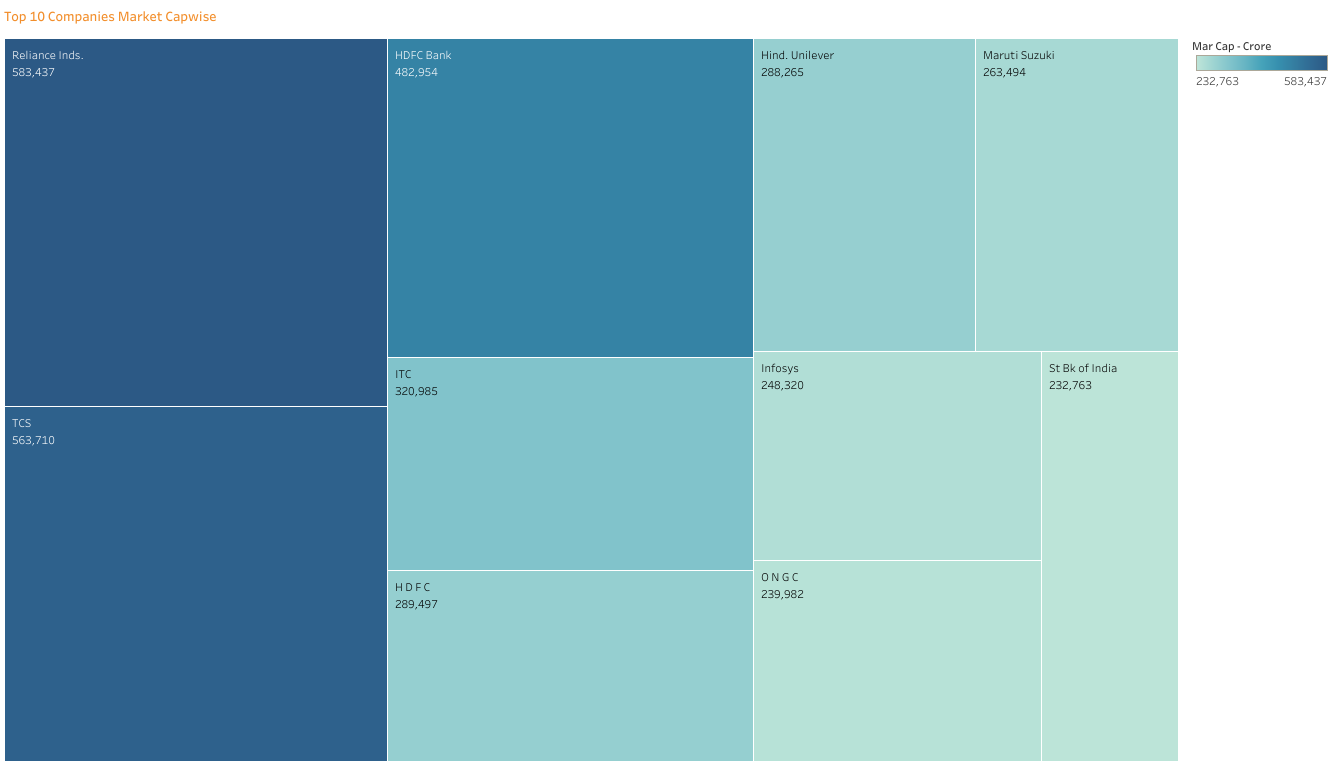 Top 10 Companies Market Capwise
Reliance Inds.
583,437
TCS
563,710
HDFC Bank
482,954
ITC
320,985
H D F C
289,497
Hind. Unilever
288,265
Maruti Suzuki
263,494
Infosys
248,320
O N G C
239,982
St Bk of India
232,763
Mar Cap - Crore
232,763 583,437